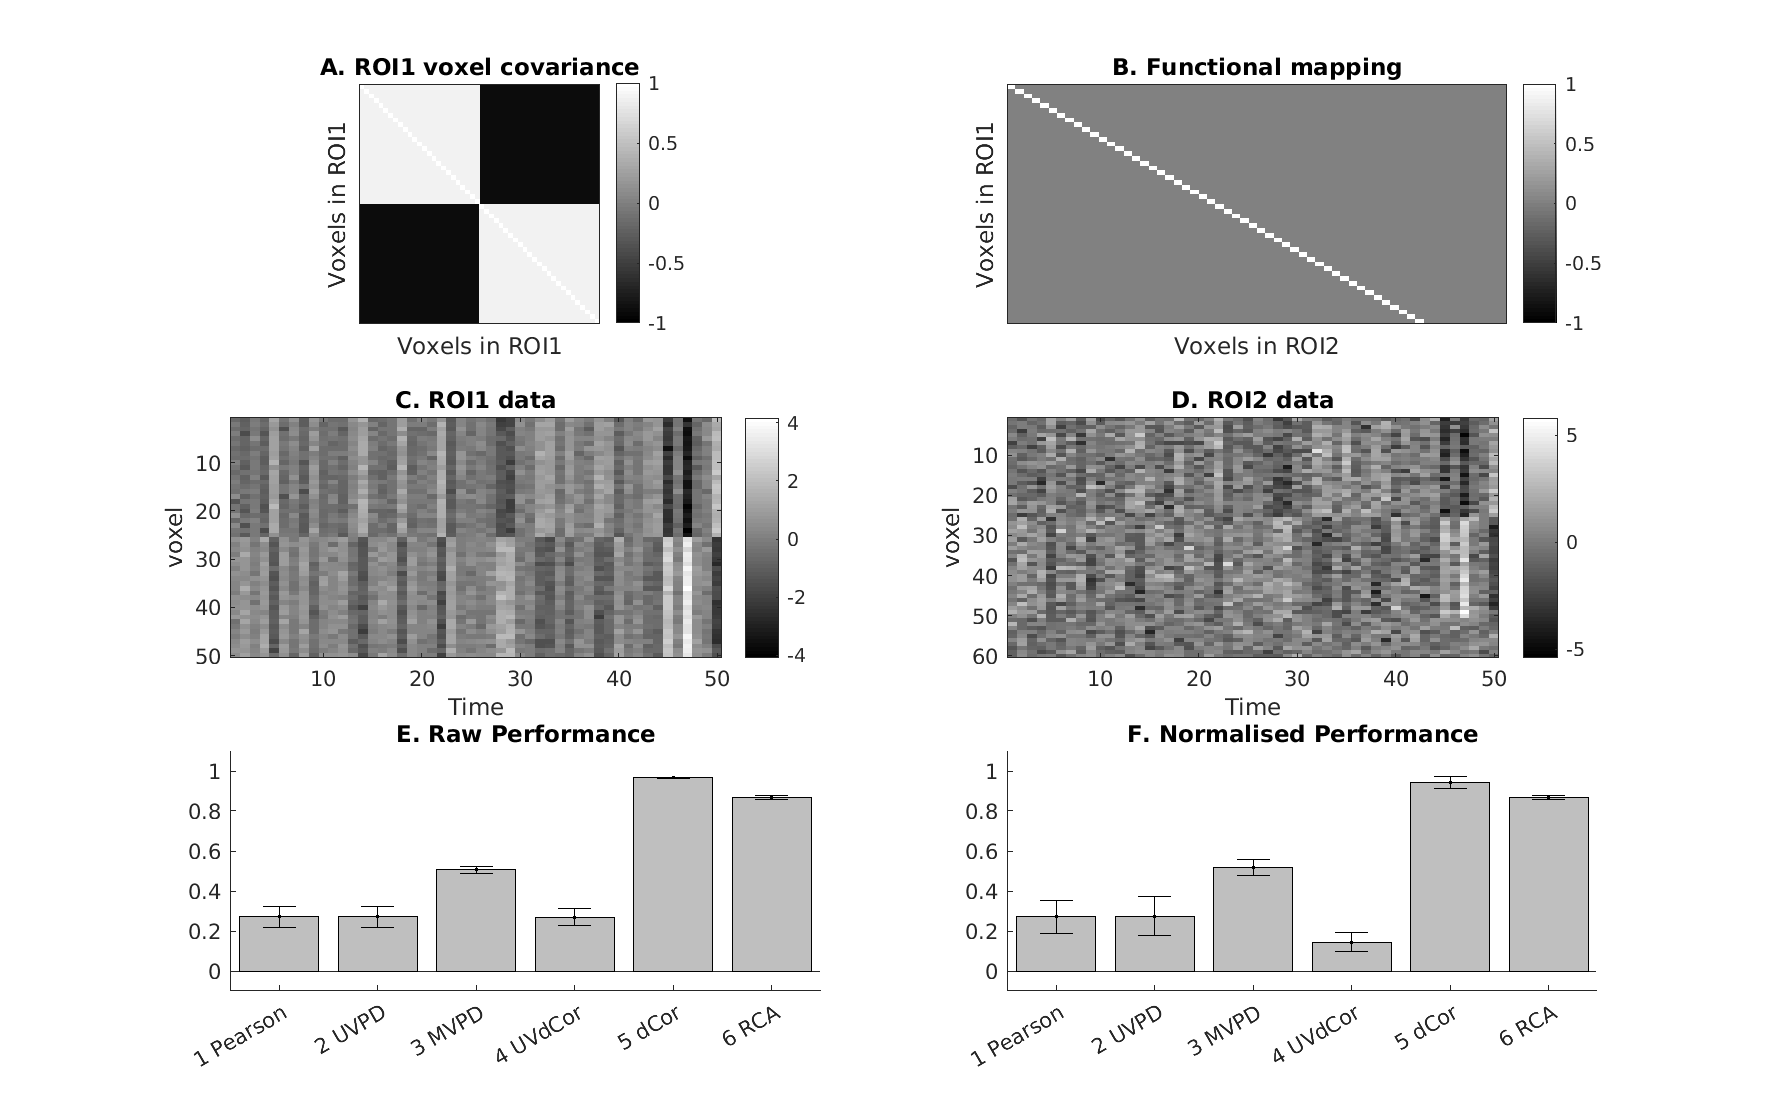 A. ROI1 voxel covariance
Voxels in ROI1
1
0.5
0
-0.5
-1
Voxels in ROI1
B. Functional mapping
Voxels in ROI1
1
0.5
0
-0.5
-1
Voxels in ROI2
C. ROI1 data
voxel
10
20
30
40
50
4
2
0
-2
-4
10 20 30 40 50
Time
D. ROI2 data
voxel
10
20
30
40
50
60
5
0
-5
10 20 30 40 50
Time
E. Raw Performance
1
0.8
0.6
0.4
0.2
0
1 Pearson
2 UVPD
3 MVPD
4 UVdCor
5 dCor
6 RCA
F. Normalised Performance
1
0.8
0.6
0.4
0.2
0
1 Pearson
2 UVPD
3 MVPD
4 UVdCor
5 dCor
6 RCA